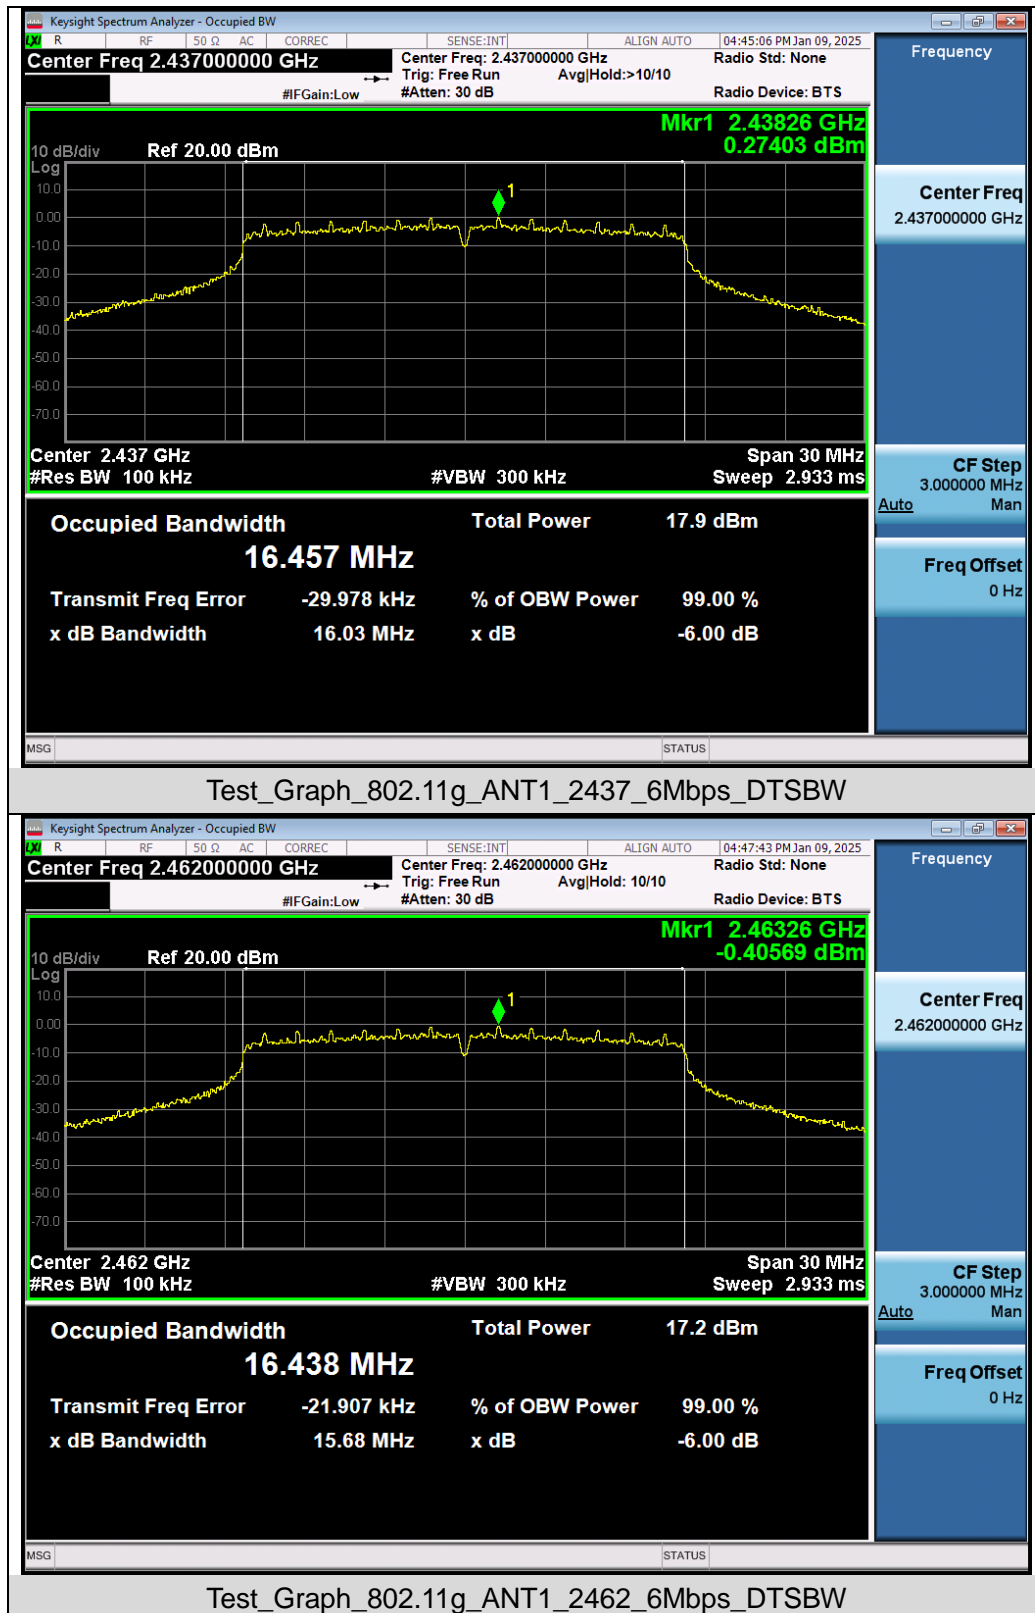 Keysight Spectrum Analyzer - Occupied BW
LXI R RF 50 Ω AC CORREC SENSE:INT ALIGN AUTO 04:45:06 PM Jan 09, 2025
Center Freq 2.437000000 GHz Center Freq: 2.437000000 GHz Radio Std: None Frequency
Trig: Free Run Avg|Hold:>10/10
#IFGain:Low #Atten: 30 dB Radio Device: BTS
Mkr1 2.43826 GHz
0.27403 dBm
10 dB/div Ref 20.00 dBm
Log
10.0
0.00
-10.0
-20.0
-30.0
-40.0
-50.0
-60.0
-70.0
1
Center Freq
2.437000000 GHz
Center 2.437 GHz Span 30 MHz
#Res BW 100 kHz #VBW 300 kHz Sweep 2.933 ms
CF Step
3.000000 MHz
Auto Man
Occupied Bandwidth Total Power 17.9 dBm
16.457 MHz
Transmit Freq Error -29.978 kHz % of OBW Power 99.00 %
x dB Bandwidth 16.03 MHz x dB -6.00 dB
Freq Offset
0 Hz
MSG STATUS
Test_Graph_802.11g_ANT1_2437_6Mbps_DTSBW
Keysight Spectrum Analyzer - Occupied BW
LXI R RF 50 Ω AC CORREC SENSE:INT ALIGN AUTO 04:47:43 PM Jan 09, 2025
Center Freq 2.462000000 GHz Center Freq: 2.462000000 GHz Radio Std: None Frequency
Trig: Free Run Avg|Hold: 10/10
#IFGain:Low #Atten: 30 dB Radio Device: BTS
Mkr1 2.46326 GHz
-0.40569 dBm
10 dB/div Ref 20.00 dBm
Log
10.0
0.00
-10.0
-20.0
-30.0
-40.0
-50.0
-60.0
-70.0
1
Center Freq
2.462000000 GHz
Center 2.462 GHz Span 30 MHz
#Res BW 100 kHz #VBW 300 kHz Sweep 2.933 ms
CF Step
3.000000 MHz
Auto Man
Occupied Bandwidth Total Power 17.2 dBm
16.438 MHz
Transmit Freq Error -21.907 kHz % of OBW Power 99.00 %
x dB Bandwidth 15.68 MHz x dB -6.00 dB
Freq Offset
0 Hz
MSG STATUS
Test_Graph_802.11g_ANT1_2462_6Mbps_DTSBW